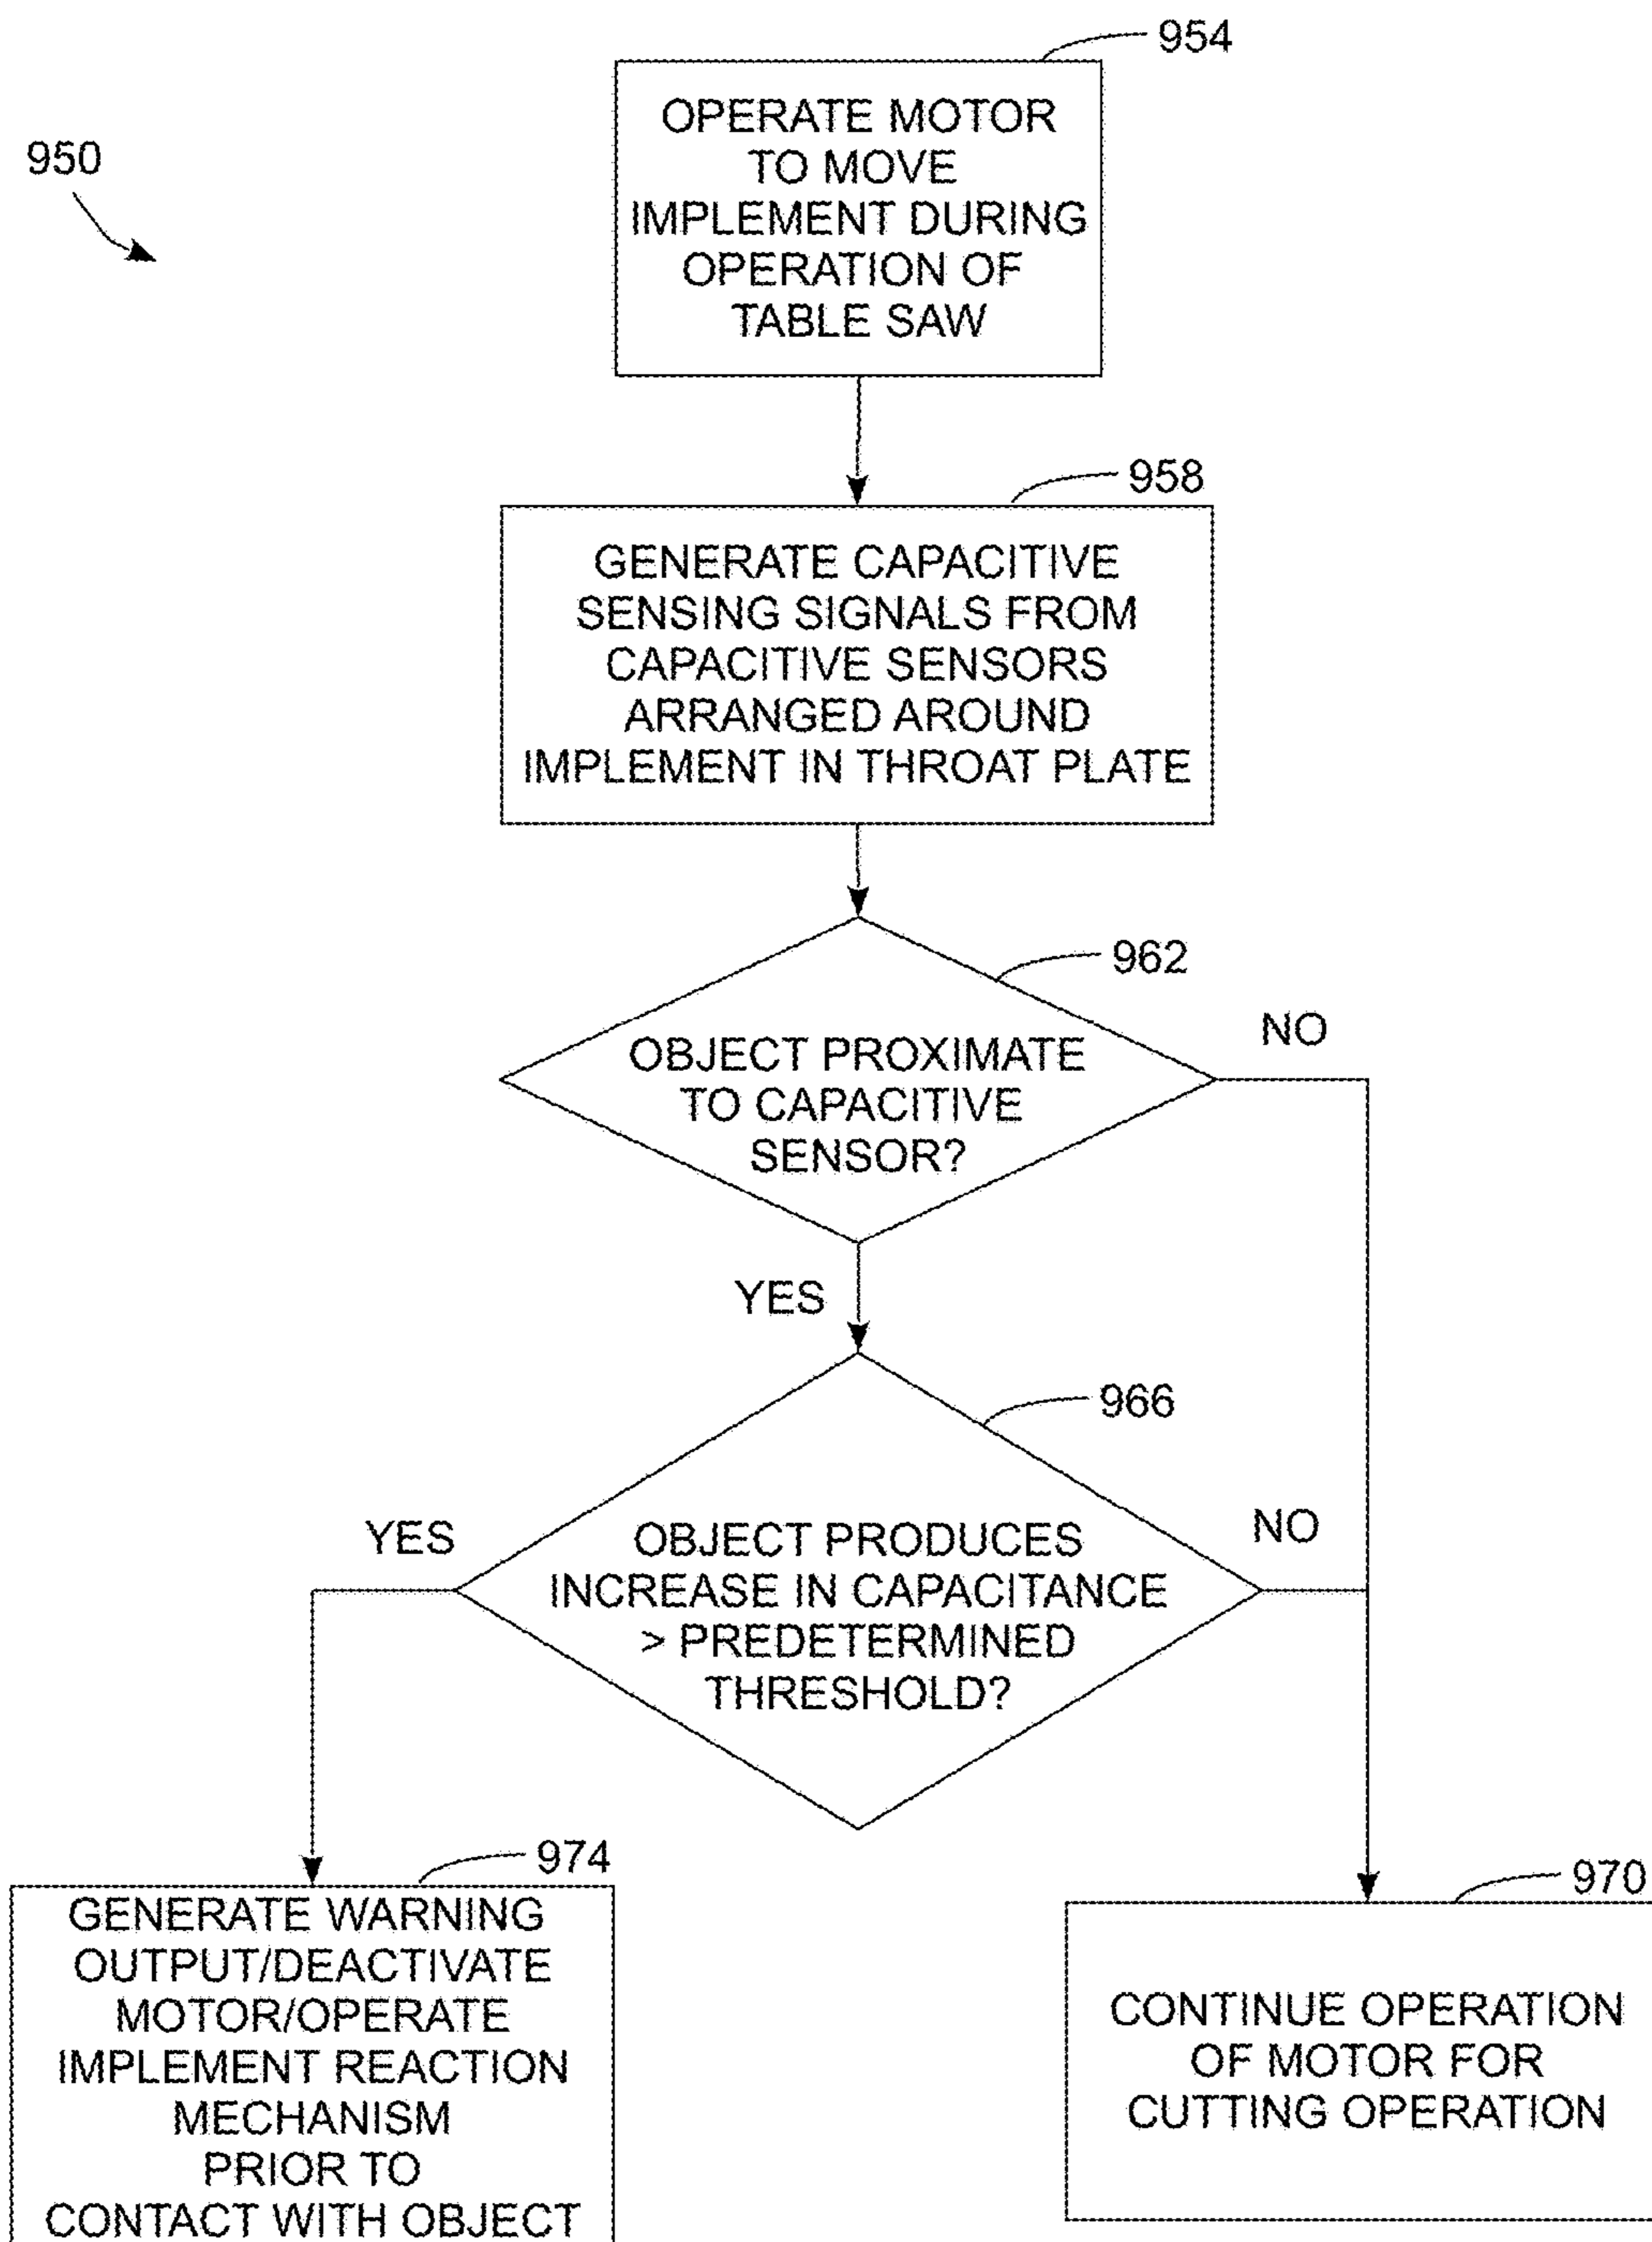 954
950
OPERATE MOTOR
TO MOVE
IMPLEMENT DURING
OPERATION OF
TABLE SAW
958
GENERATE CAPACITIVE
SENSING SIGNALS FROM
CAPACITIVE SENSORS
ARRANGED AROUND
IMPLEMENT IN THROAT PLATE
962
NO
OBJECT PROXIMATE
TO CAPACITIVE
SENSOR?
YES
966
YES
NO
OBJECT PRODUCES
INCREASE IN CAPACITANCE
> PREDETERMINED
THRESHOLD?
974
GENERATE WARNING
OUTPUT/DEACTIVATE
MOTOR/OPERATE
IMPLEMENT REACTION
MECHANISM
PRIOR TO
CONTACT WITH OBJECT
970
CONTINUE OPERATION
OF MOTOR FOR
CUTTING OPERATION